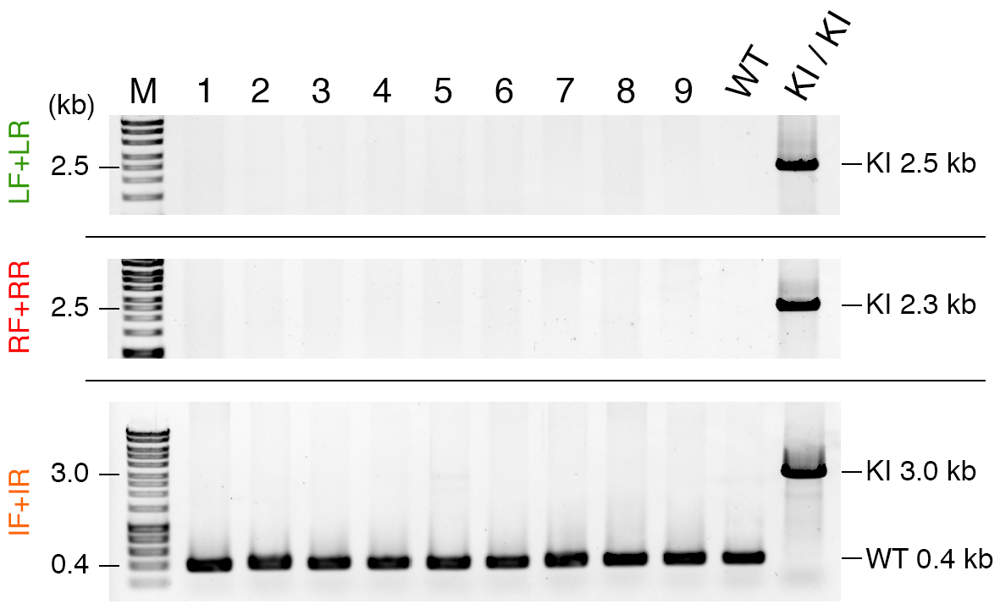 (kb) M 1 2 3 4 5 6 7 8 9 WT KI / KI
LF+LR
2.5
KI 2.5 kb
RF+RR
2.5
KI 2.3 kb
IF+IR
3.0
KI 3.0 kb
0.4
WT 0.4 kb